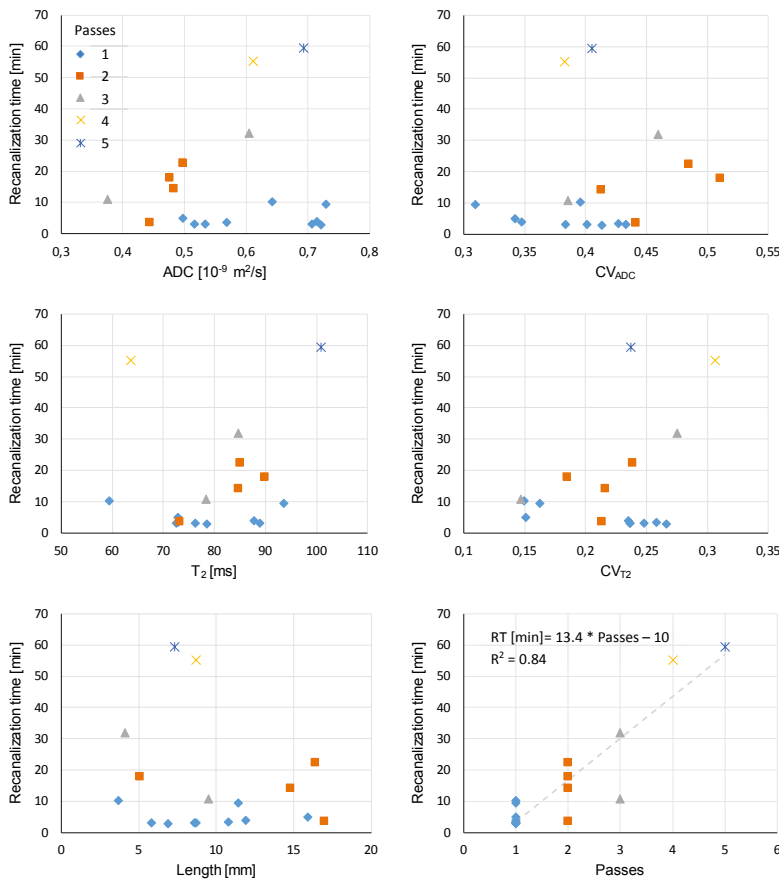 Recanalization time [min]
70
60
50
40
30
20
10
0
Passes
1
2
3
4
5
0,3 0,4 0,5 0,6 0,7 0,8
ADC [10⁻⁹ m²/s]
Recanalization time [min]
70
60
50
40
30
20
10
0
0,3 0,35 0,4 0,45 0,5 0,55
CV_ADC
Recanalization time [min]
70
60
50
40
30
20
10
0
50 60 70 80 90 100 110
T₂ [ms]
Recanalization time [min]
70
60
50
40
30
20
10
0
0,1 0,15 0,2 0,25 0,3 0,35
CV_T2
Recanalization time [min]
70
60
50
40
30
20
10
0
0 5 10 15 20
Length [mm]
Recanalization time [min]
70
60
50
40
30
20
10
0
RT [min]= 13.4 * Passes – 10
R² = 0.84
0 1 2 3 4 5 6
Passes